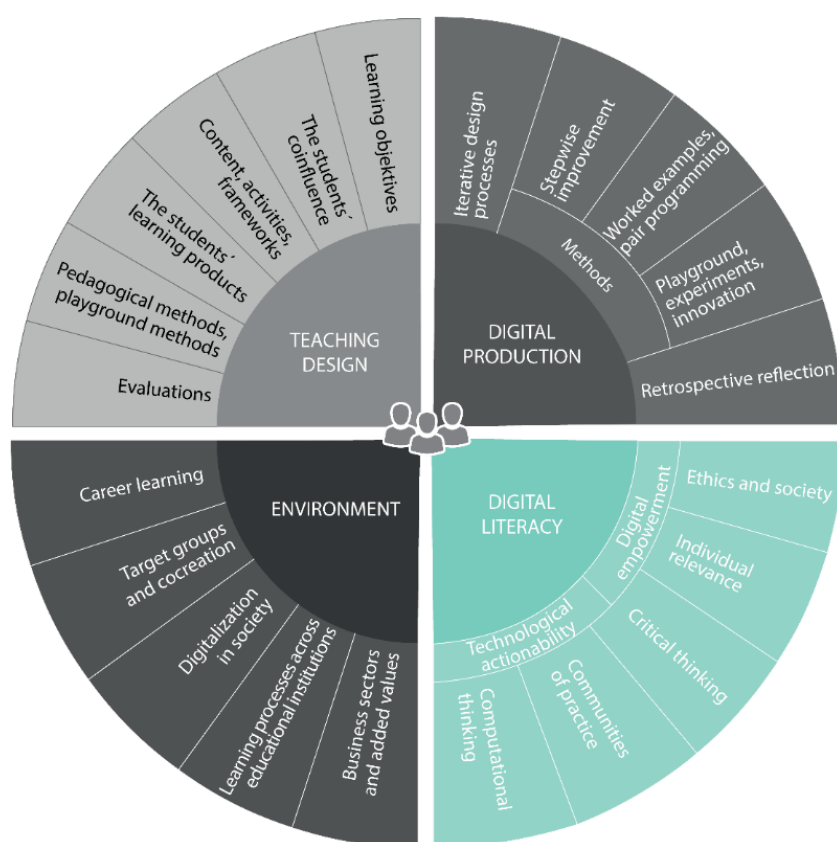 Learning objektives
The students´
coinfluence
Content, activities,
frameworks
The students´
learning products
Pedagogical methods,
playground methods
Evaluations
TEACHING
DESIGN
Iterative design
processes
Stepwise
improvement
Worked examples,
pair programming
Playground,
experiments,
innovation
Methods
Retrospective reflection
DIGITAL
PRODUCTION
Career learning
Target groups
and cocreation
Digitalization
in society
Learning processes across
educational institutions
Business sectors
and added values
ENVIRONMENT
DIGITAL
LITERACY
Digital
empowerment
Technological
actionability
Ethics and society
Individual
relevance
Critical thinking
Communities
of practice
Computational
thinking